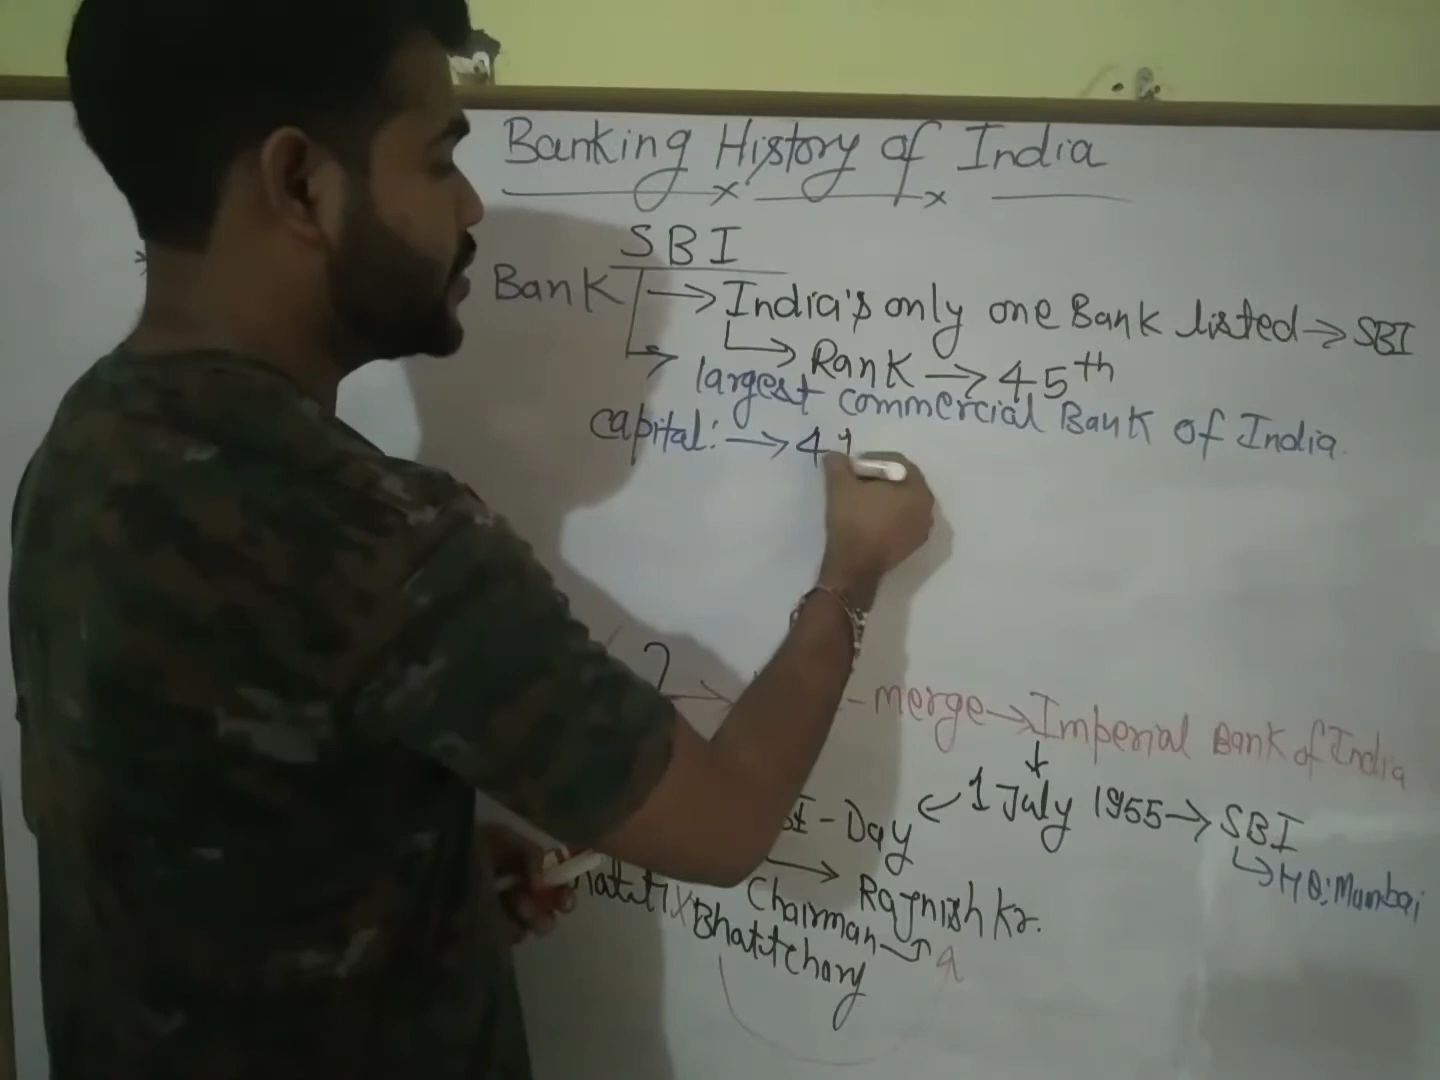 Banking History of India
SBI
Bank → India's only one Bank listed → SBI
↳ Rank → 45th
→ largest commercial Bank of India
capital: → 41
?
→ - merge → Imperial Bank of India
- Day ← 1 July 1955 → SBI
↳ HQ: Mumbai
→ Rajnish Kr.
Chairman
Bhattchary